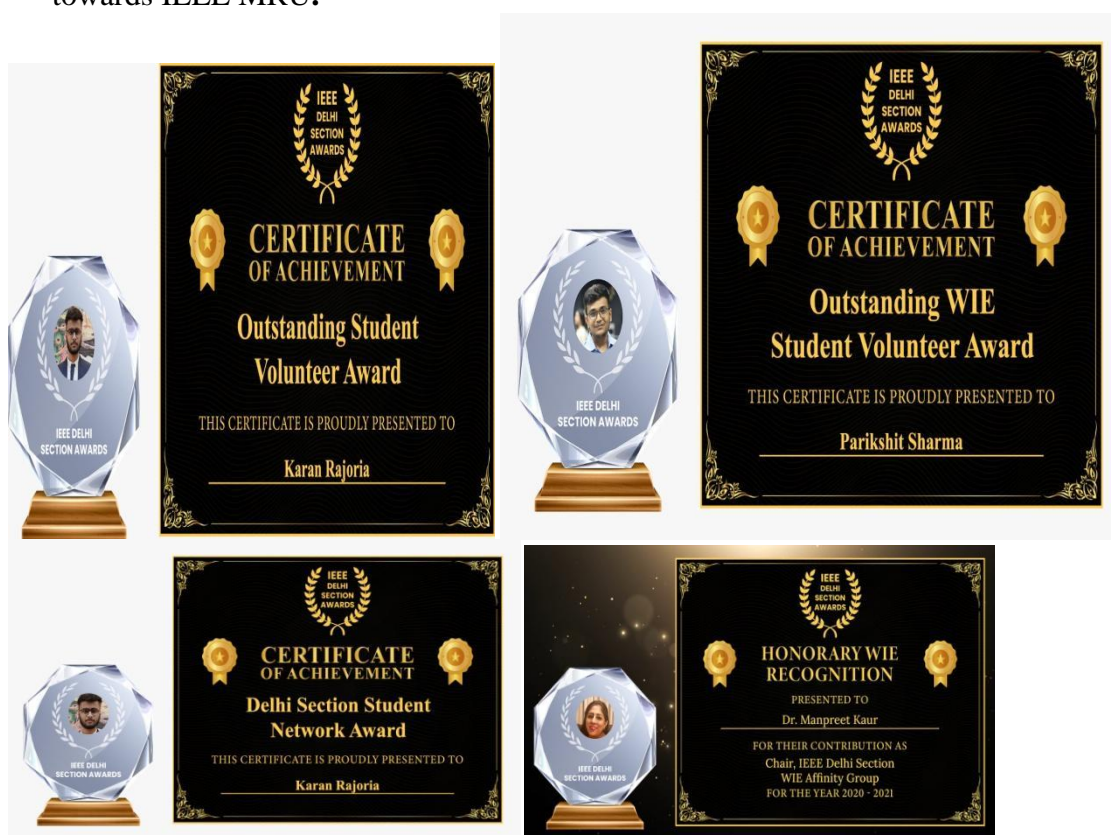 towards IEEE MRU.
IEEE
DELHI
SECTION
AWARDS
CERTIFICATE
OF ACHIEVEMENT
Outstanding Student
Volunteer Award
THIS CERTIFICATE IS PROUDLY PRESENTED TO
Karan Rajoria
IEEE DELHI
SECTION AWARDS
IEEE
DELHI
SECTION
AWARDS
CERTIFICATE
OF ACHIEVEMENT
Outstanding WIE
Student Volunteer Award
THIS CERTIFICATE IS PROUDLY PRESENTED TO
Parikshit Sharma
IEEE DELHI
SECTION AWARDS
IEEE
DELHI
SECTION
AWARDS
CERTIFICATE
OF ACHIEVEMENT
Delhi Section Student
Network Award
THIS CERTIFICATE IS PROUDLY PRESENTED TO
Karan Rajoria
IEEE DELHI
SECTION AWARDS
IEEE
DELHI
SECTION
AWARDS
HONORARY WIE
RECOGNITION
PRESENTED TO
Dr. Manpreet Kaur
FOR THEIR CONTRIBUTION AS
Chair, IEEE Delhi Section
WIE Affinity Group
FOR THE YEAR 2020 - 2021
IEEE DELHI
SECTION AWARDS